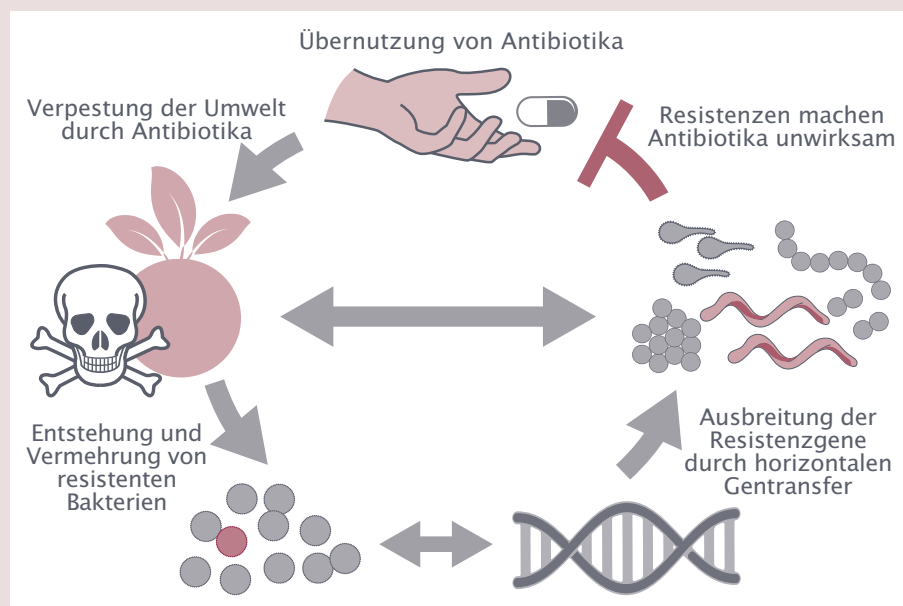 Übernutzung von Antibiotika
Verpestung der Umwelt
durch Antibiotika
Resistenzen machen
Antibiotika unwirksam
Entstehung und
Vermehrung von
resistenten
Bakterien
Ausbreitung der
Resistenzgene
durch horizontalen
Gentransfer